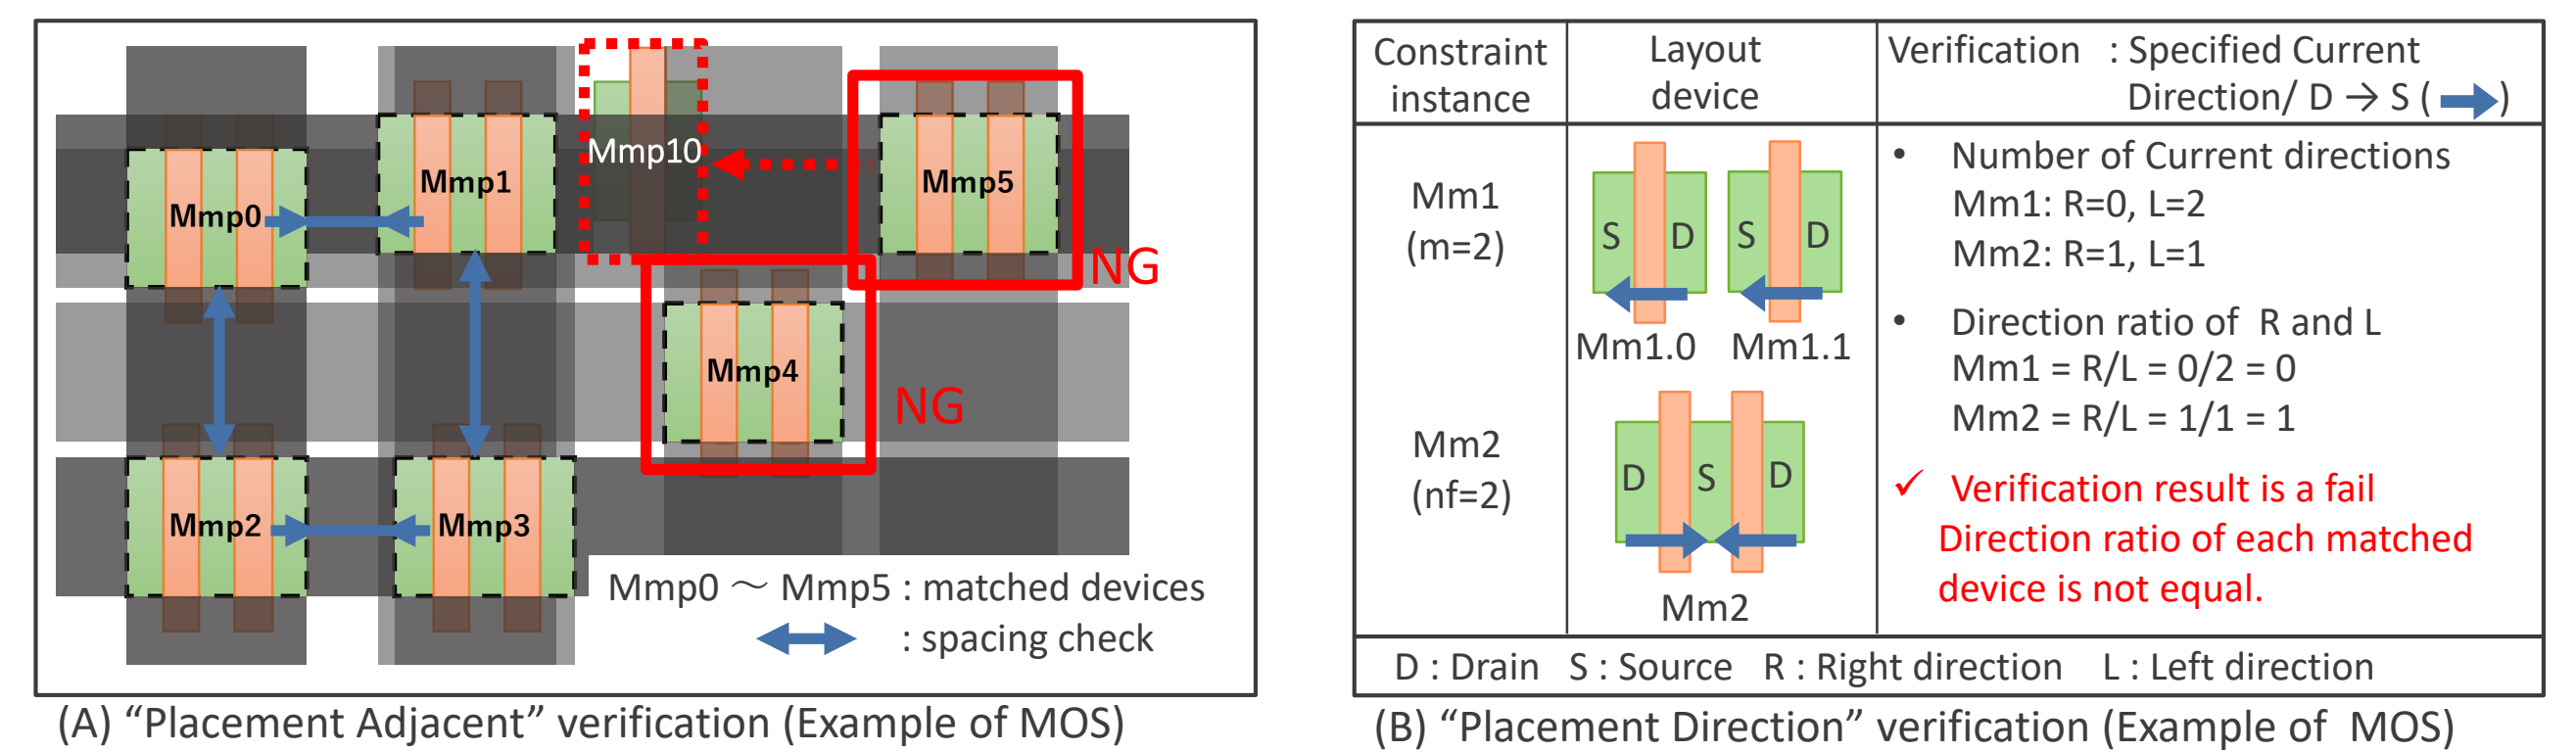 Mmp10
Mmp0
Mmp1
Mmp5
NG
Mmp4
NG
Mmp2
Mmp3
Mmp0 ～ Mmp5 : matched devices
: spacing check
(A) “Placement Adjacent” verification (Example of MOS)
Constraint
instance
Layout
device
Verification : Specified Current
Direction/ D → S ( )
Mm1
(m=2)
S D S D
Mm1.0 Mm1.1
• Number of Current directions
Mm1: R=0, L=2
Mm2: R=1, L=1
• Direction ratio of R and L
Mm1 = R/L = 0/2 = 0
Mm2 = R/L = 1/1 = 1
Mm2
(nf=2)
D S D
Mm2
✓ Verification result is a fail
Direction ratio of each matched
device is not equal.
D : Drain S : Source R : Right direction L : Left direction
(B) “Placement Direction” verification (Example of MOS)